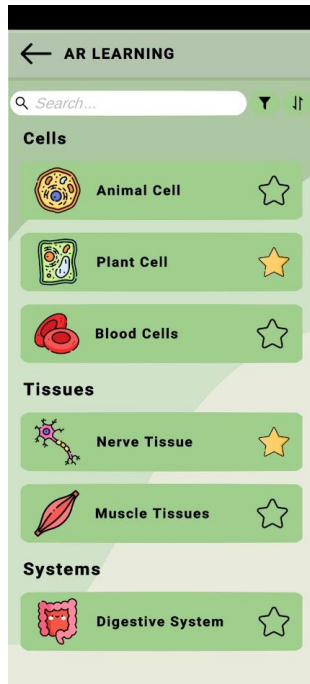 AR LEARNING
Search...
Cells
Animal Cell
Plant Cell
Blood Cells
Tissues
Nerve Tissue
Muscle Tissues
Systems
Digestive System